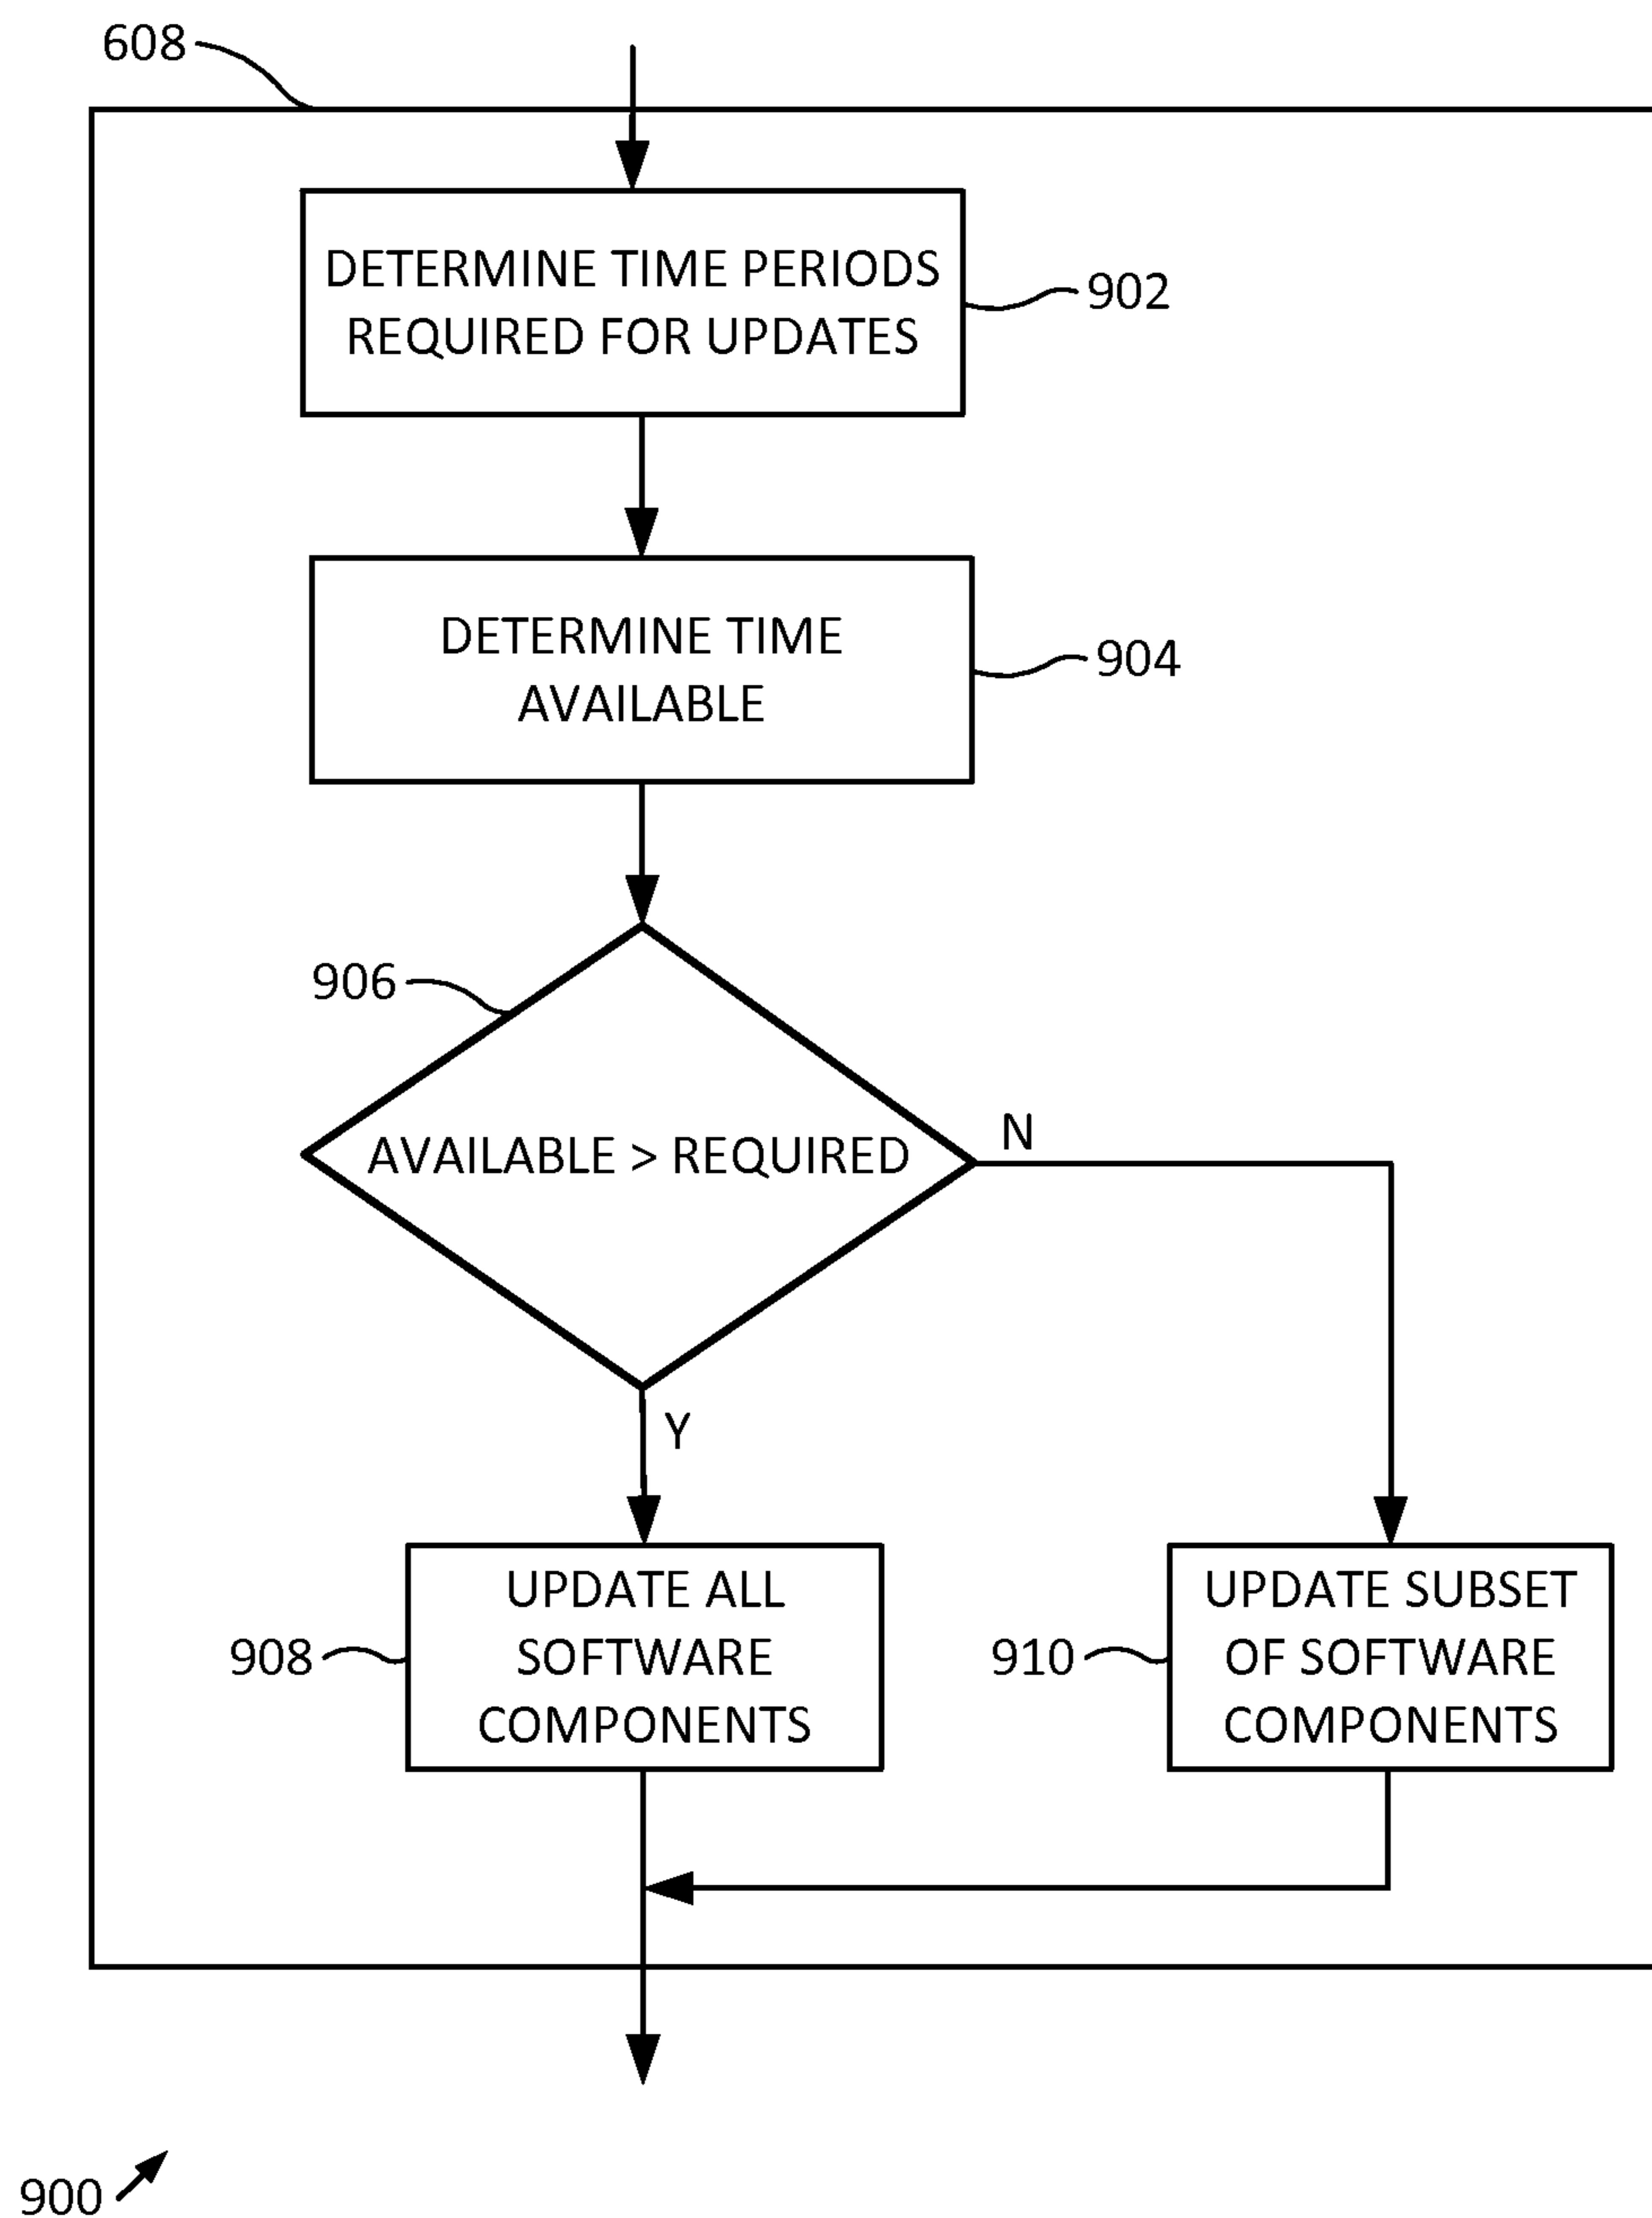 608
DETERMINE TIME PERIODS
REQUIRED FOR UPDATES
902
DETERMINE TIME
AVAILABLE
904
906
AVAILABLE > REQUIRED
N
Y
UPDATE ALL
SOFTWARE
COMPONENTS
908
UPDATE SUBSET
OF SOFTWARE
COMPONENTS
910
900